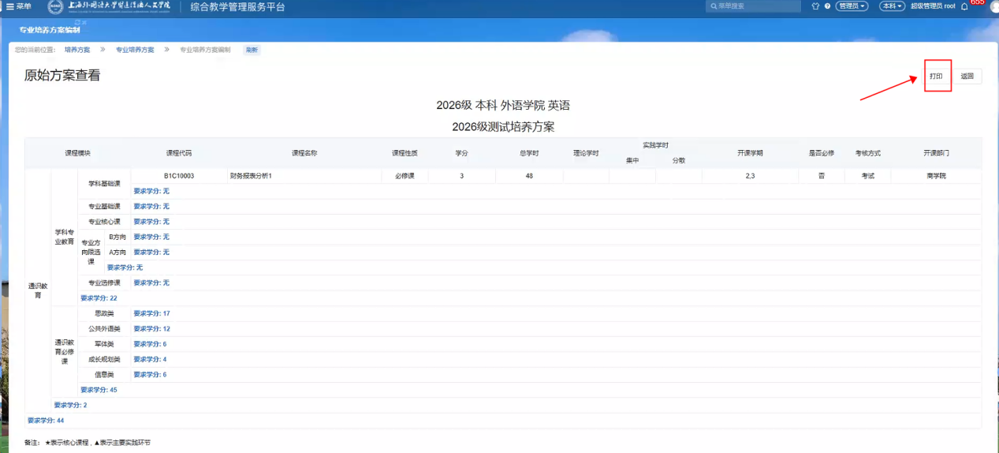 菜单
综合教学管理服务平台
菜单搜索
管理员
本科
超级管理员 root
655
专业培养方案编制
您的当前位置: 培养方案 » 专业培养方案 » 专业培养方案编制 刷新
原始方案查看
打印 返回
2026级 本科 外语学院 英语
2026级测试培养方案
课程模块 课程代码 课程名称 课程性质 学分 总学时 理论学时 实践学时 开课学期 是否必修 考核方式 开课部门
集中 分散
学科基础课 B1C10003 财务报表分析1 必修课 3 48 2,3 否 考试 商学院
要求学分: 无
专业基础课 要求学分: 无
专业核心课 要求学分: 无
学科专业教育
专业方向限选课
B方向 要求学分: 无
A方向 要求学分: 无
要求学分: 无
专业选修课 要求学分: 无
通识教育
要求学分: 22
思政类 要求学分: 17
公共外语类 要求学分: 12
通识教育必修课
军体类 要求学分: 6
成长规划类 要求学分: 4
信息类 要求学分: 6
要求学分: 45
要求学分: 2
要求学分: 44
备注: ★表示核心课程，▲表示主要实践环节